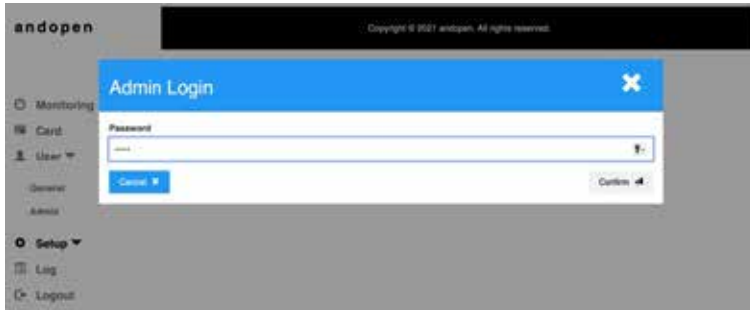 andopen
Copyright © 2021 andopen. All rights reserved.
Admin Login
Monitoring
Card
User
General
Admin
Setup
Log
Logout
Password
Cancel
Confirm